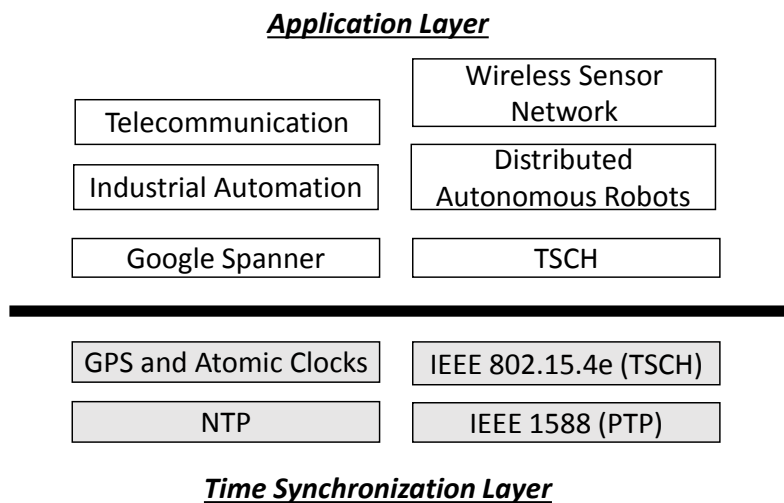 Application Layer
Telecommunication
Wireless Sensor
Network
Industrial Automation
Distributed
Autonomous Robots
Google Spanner
TSCH
GPS and Atomic Clocks
IEEE 802.15.4e (TSCH)
NTP
IEEE 1588 (PTP)
Time Synchronization Layer